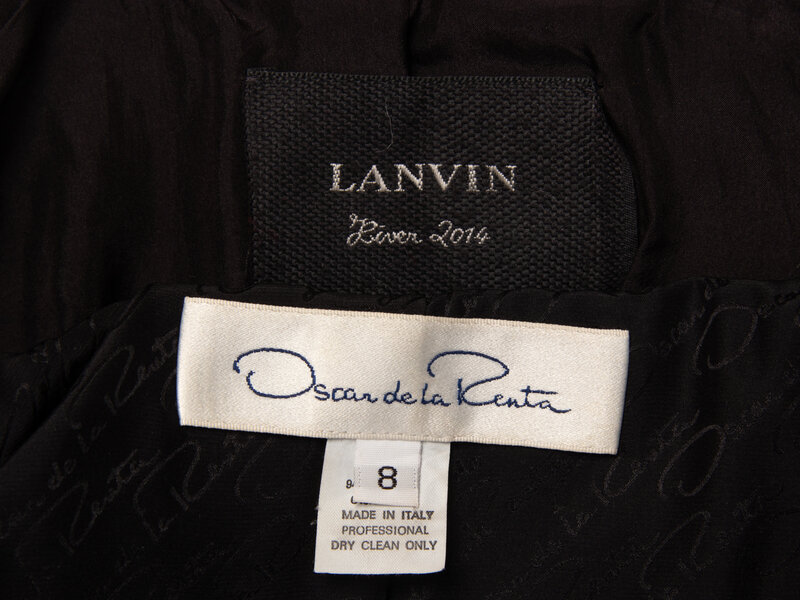 LANVIN
Hiver 2014
Oscar de la Renta
8
MADE IN ITALY
PROFESSIONAL
DRY CLEAN ONLY